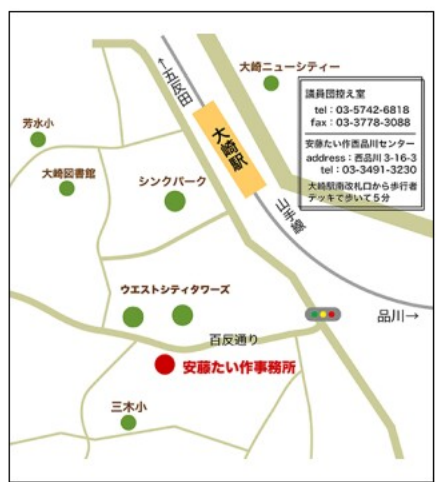 ←五反田
大崎ニューシティー
議員団控え室
tel：03-5742-6818
fax：03-3778-3088
安藤たい作西品川センター
address：西品川 3-16-3
tel：03-3491-3230
大崎駅南改札口から歩行者
デッキで歩いて５分
芳水小
大崎駅
大崎図書館
シンクパーク
山手線
ウエストシティタワーズ
品川→
百反通り
安藤たい作事務所
三木小